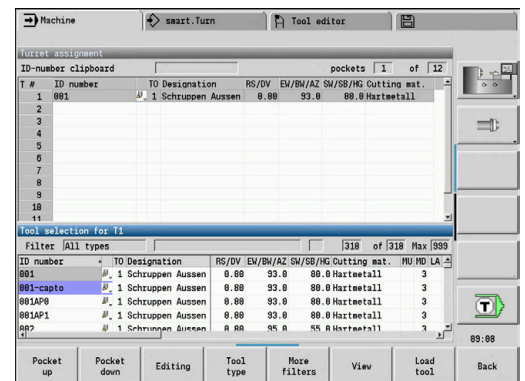 Machine smart.Turn Tool editor
Turret assignment
ID-number clipboard pockets 1 of 12
T # ID number TO Designation RS/DV EW/BW/AZ SW/SB/HG Cutting mat.
1 001 1 Schruppen Aussen 0.80 93.0 80.0 Hartmetall
2
3
4
5
6
7
8
9
10
11
Tool selection for T1
Filter All types 318 of 318 Max 999
ID number TO Designation RS/DV EW/BW/AZ SW/SB/HG Cutting mat. MU MD LA
001 1 Schruppen Aussen 0.80 93.0 80.0 Hartmetall 3
001-capto 1 Schruppen Aussen 0.80 93.0 80.0 Hartmetall 3
001AP0 1 Schruppen Aussen 0.80 93.0 80.0 Hartmetall 3
001AP1 1 Schruppen Aussen 0.80 93.0 80.0 Hartmetall 3
002 1 Schruppen Aussen 0.80 95.0 55.0 Hartmetall 3
T
09:08
Pocket up Pocket down Editing Tool type More filters View Load tool Back